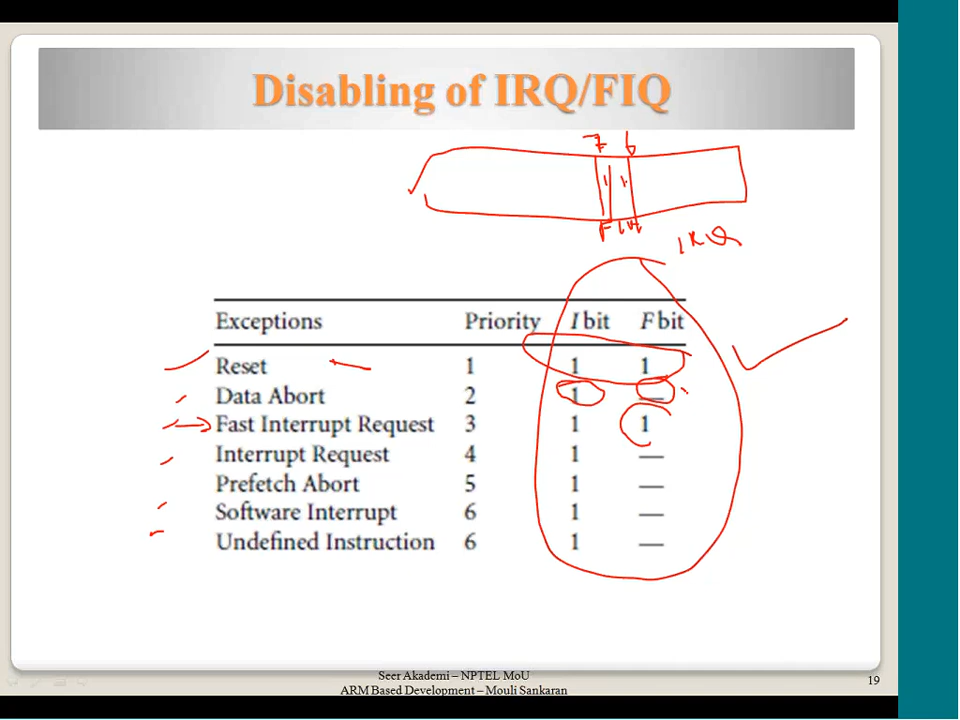 Disabling of IRQ/FIQ
7 6
1 1
F
IRQ
Exceptions Priority I bit F bit
Reset 1 1 1
Data Abort 2 1 —
Fast Interrupt Request 3 1 1
Interrupt Request 4 1 —
Prefetch Abort 5 1 —
Software Interrupt 6 1 —
Undefined Instruction 6 1 —
Seer Akademi – NPTEL MoU
ARM Based Development – Mouli Sankaran
19